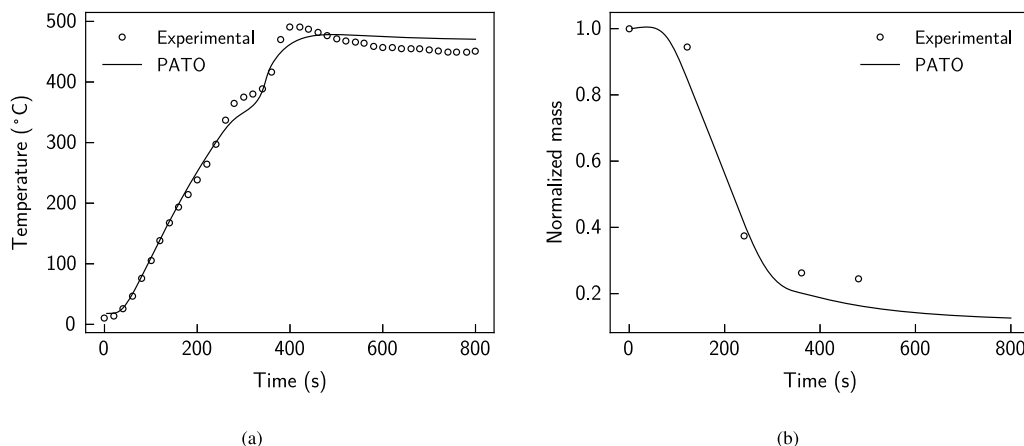 500
400
300
200
100
0
0
200
400
600
800
Temperature (°C)
Time (s)
Experimental
PATO
(a)
1.0
0.8
0.6
0.4
0.2
0
200
400
600
800
Normalized mass
Time (s)
Experimental
PATO
(b)